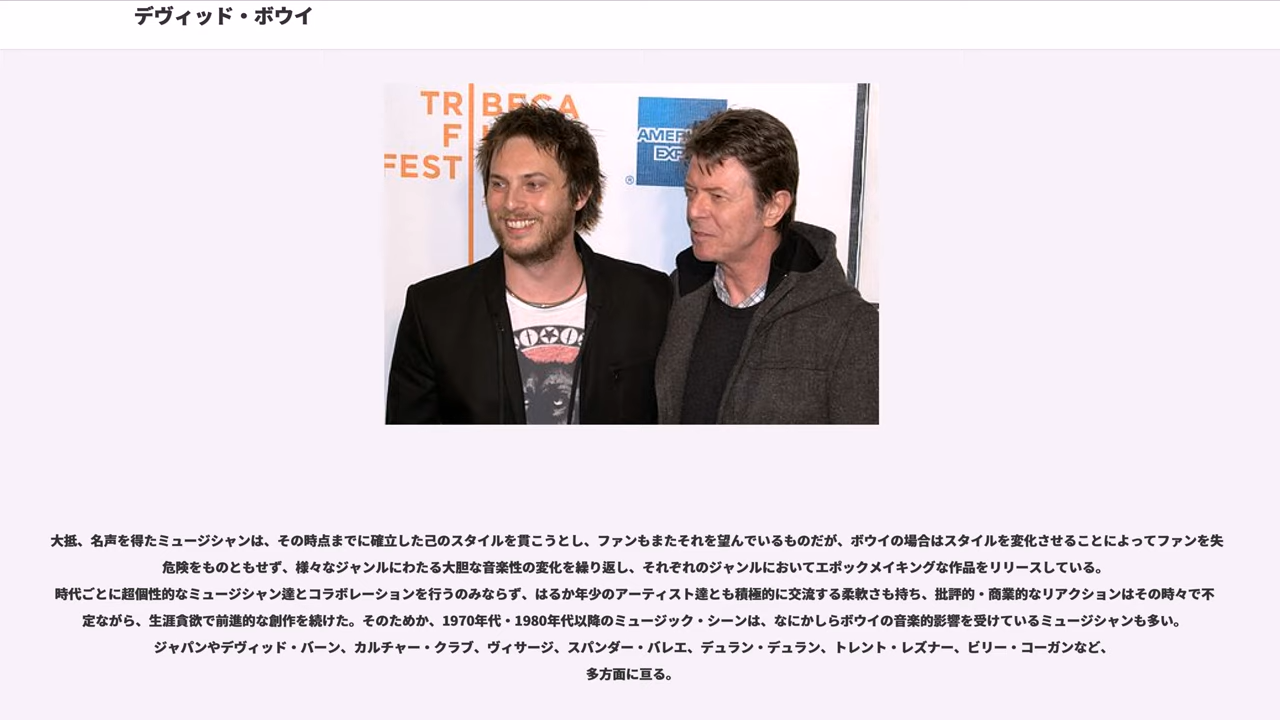 デヴィッド・ボウイ
TR BECA
F
FEST
AMER
EXP
®
大抵、名声を得たミュージシャンは、その時点までに確立した己のスタイルを貫こうとし、ファンもまたそれを望んでいるものだが、ボウイの場合はスタイルを変化させることによってファンを失
危険をものともせず、様々なジャンルにわたる大胆な音楽性の変化を繰り返し、それぞれのジャンルにおいてエポックメイキングな作品をリリースしている。
時代ごとに超個性的なミュージシャン達とコラボレーションを行うのみならず、はるか年少のアーティスト達とも積極的に交流する柔軟さも持ち、批評的・商業的なリアクションはその時々で不
定ながら、生涯貪欲で前進的な創作を続けた。そのためか、1970年代・1980年代以降のミュージック・シーンは、なにかしらボウイの音楽的影響を受けているミュージシャンも多い。
ジャパンやデヴィッド・バーン、カルチャー・クラブ、ヴィサージ、スパンダー・バレエ、デュラン・デュラン、トレント・レズナー、ビリー・コーガンなど、
多方面に亘る。